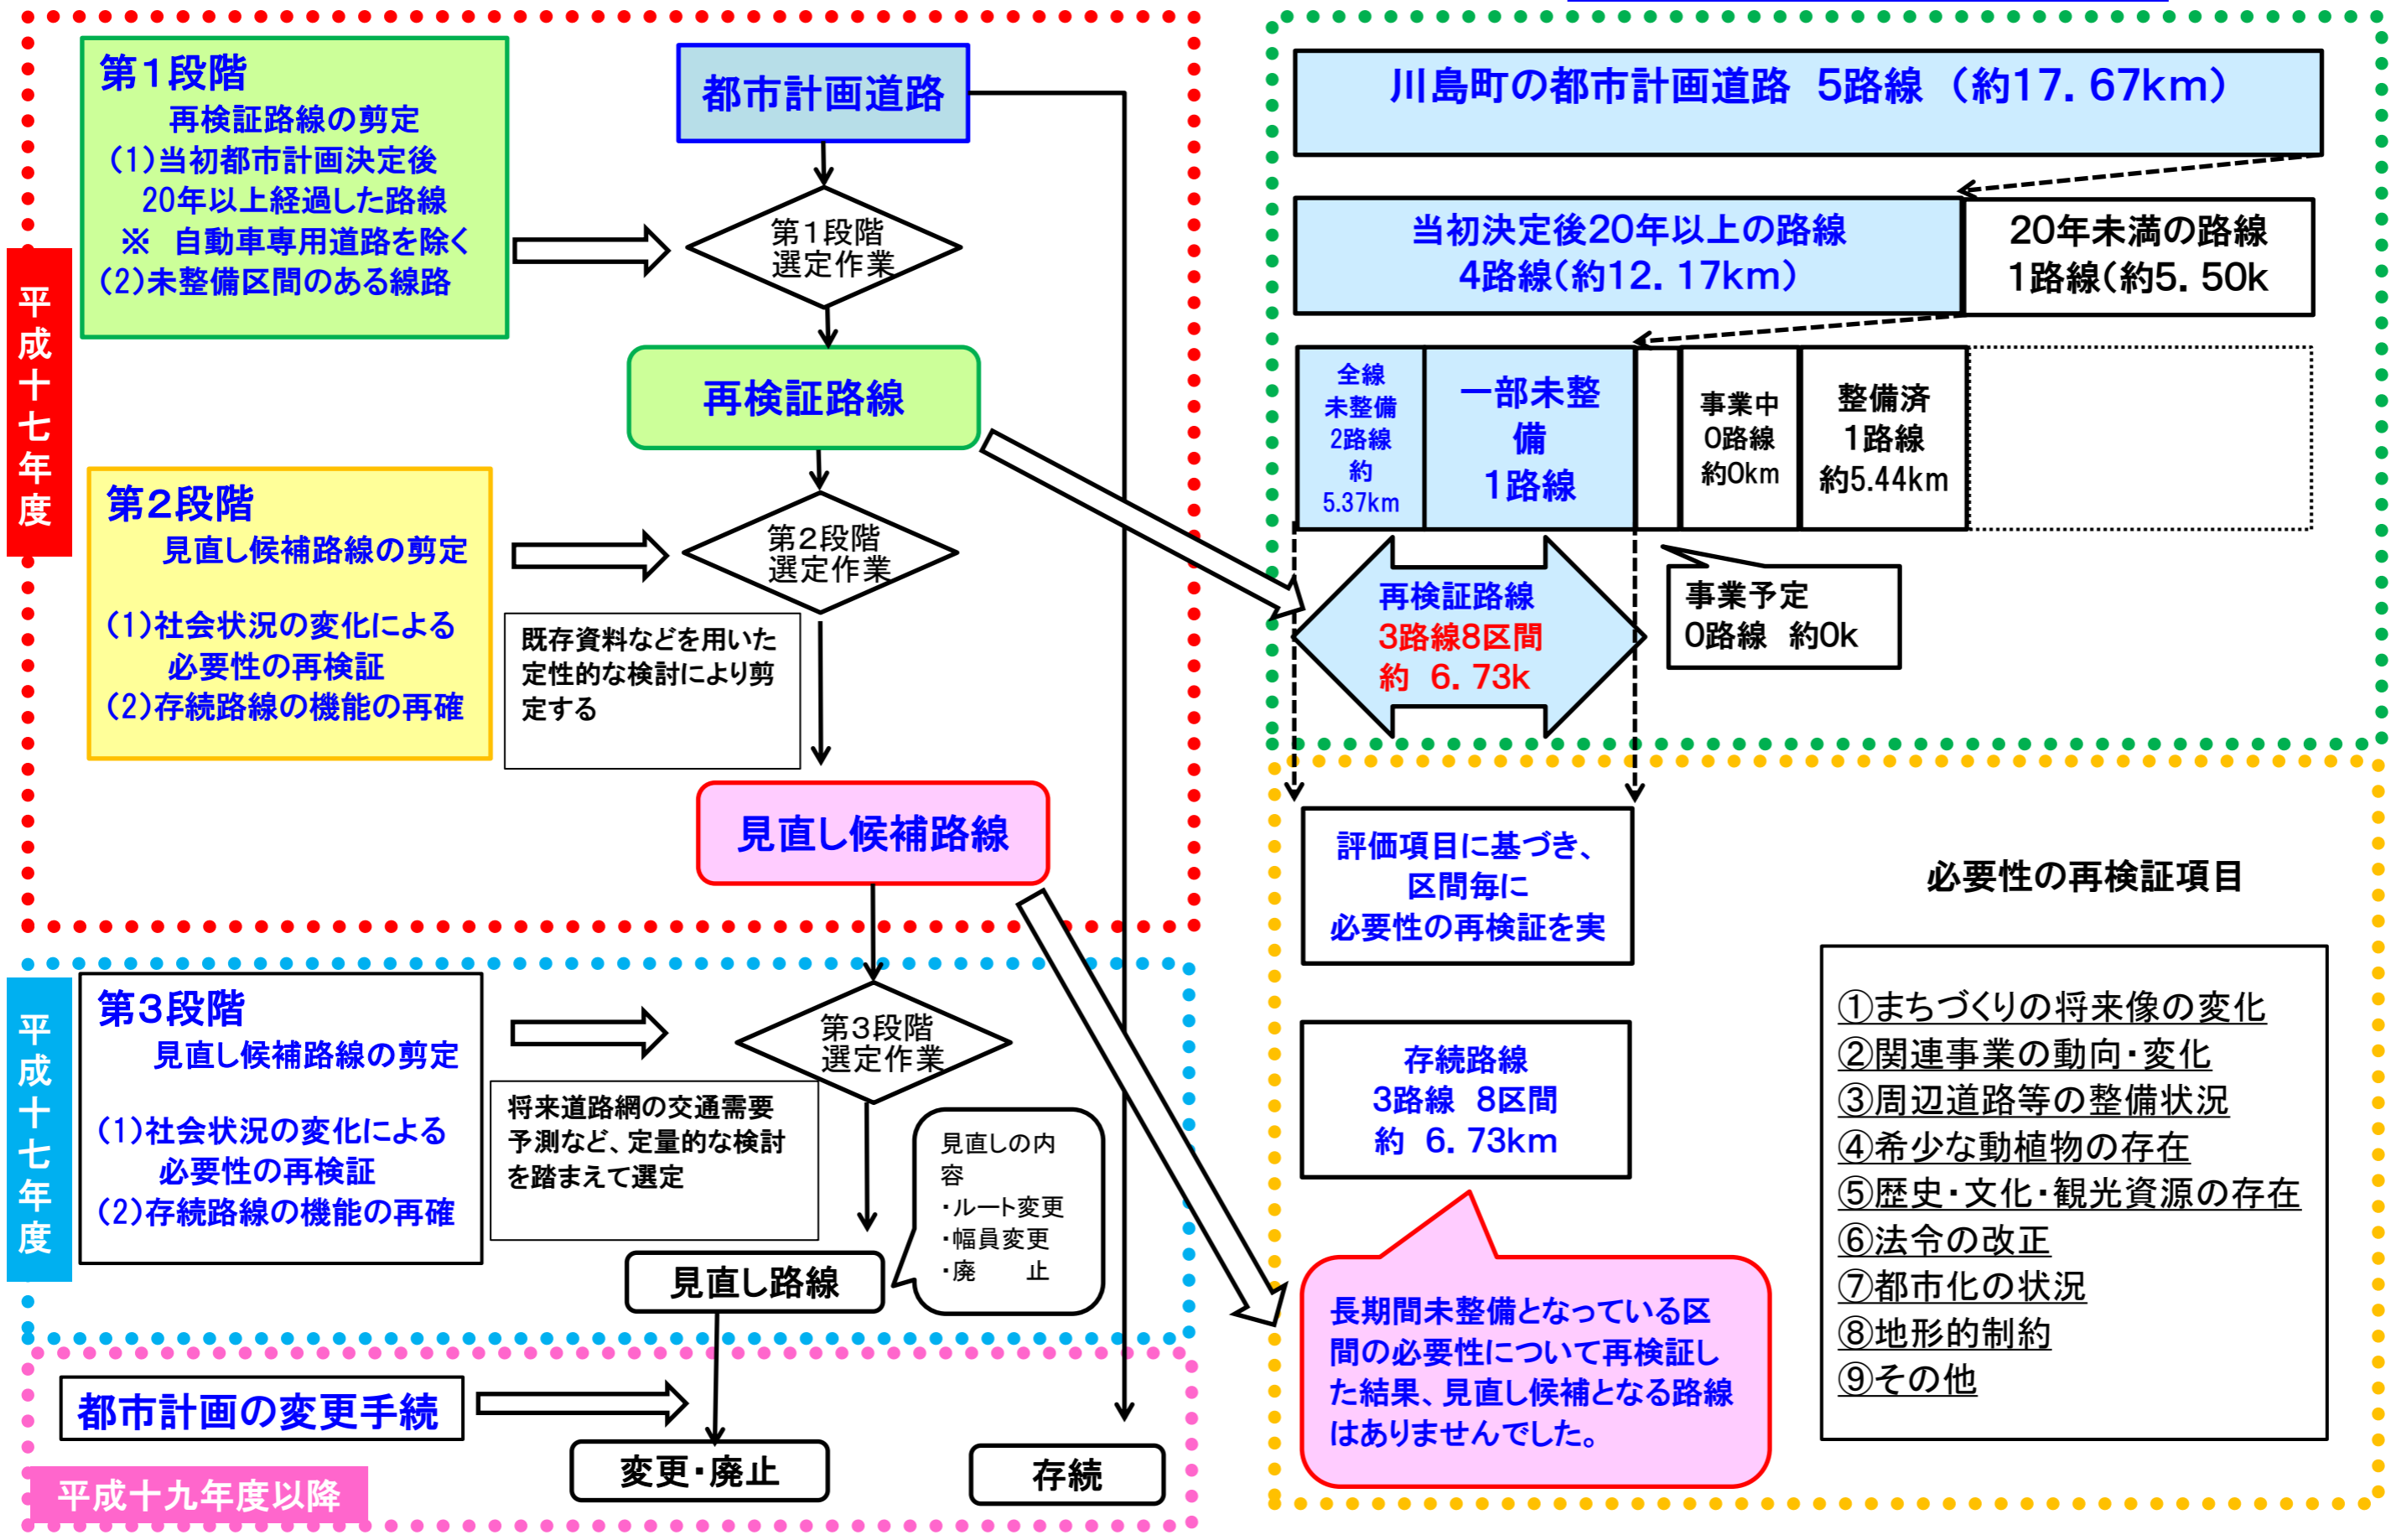 平成十七年度
第1段階
再検証路線の剪定
(1)当初都市計画決定後
20年以上経過した路線
※ 自動車専用道路を除く
(2)未整備区間のある線路
都市計画道路
第1段階
選定作業
再検証路線
第2段階
見直し候補路線の剪定
(1)社会状況の変化による
必要性の再検証
(2)存続路線の機能の再確
第2段階
選定作業
既存資料などを用いた
定性的な検討により剪
定する
見直し候補路線
平成十七年度
第3段階
見直し候補路線の剪定
(1)社会状況の変化による
必要性の再検証
(2)存続路線の機能の再確
第3段階
選定作業
将来道路網の交通需要
予測など、定量的な検討
を踏まえて選定
見直しの内
容
・ルート変更
・幅員変更
・廃　　止
見直し路線
都市計画の変更手続
変更・廃止
存続
平成十九年度以降
川島町の都市計画道路 5路線 (約17.67km)
当初決定後20年以上の路線
4路線(約12.17km)
20年未満の路線
1路線(約5.50k
全線
未整備
2路線
約
5.37km
一部未整
備
1路線
事業中
0路線
約0km
整備済
1路線
約5.44km
再検証路線
3路線8区間
約 6.73k
事業予定
0路線 約0k
評価項目に基づき、
区間毎に
必要性の再検証を実
存続路線
3路線 8区間
約 6.73km
長期間未整備となっている区
間の必要性について再検証し
た結果、見直し候補となる路線
はありませんでした。
必要性の再検証項目
①まちづくりの将来像の変化
②関連事業の動向・変化
③周辺道路等の整備状況
④希少な動植物の存在
⑤歴史・文化・観光資源の存在
⑥法令の改正
⑦都市化の状況
⑧地形的制約
⑨その他